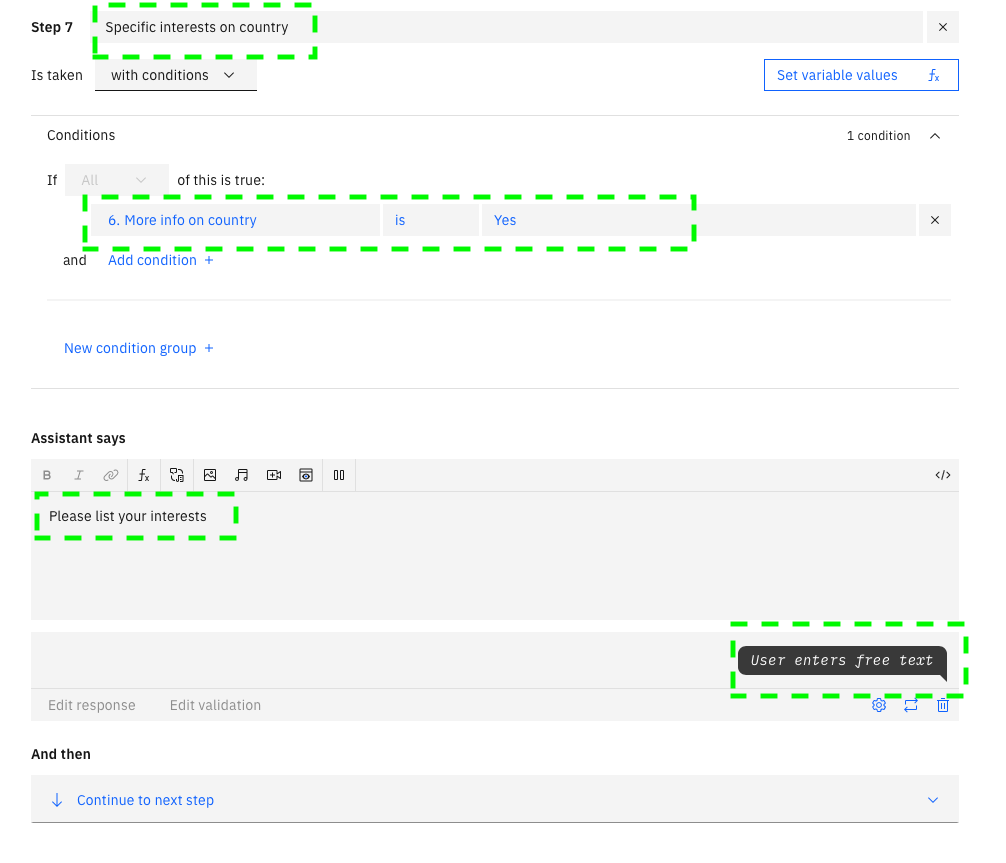 Step 7 Specific interests on country ×
Is taken with conditions Set variable values fx
Conditions 1 condition
If All of this is true:
6. More info on country is Yes ×
and Add condition +
New condition group +
Assistant says
B I fx </>
Please list your interests
User enters free text
Edit response Edit validation
And then
Continue to next step